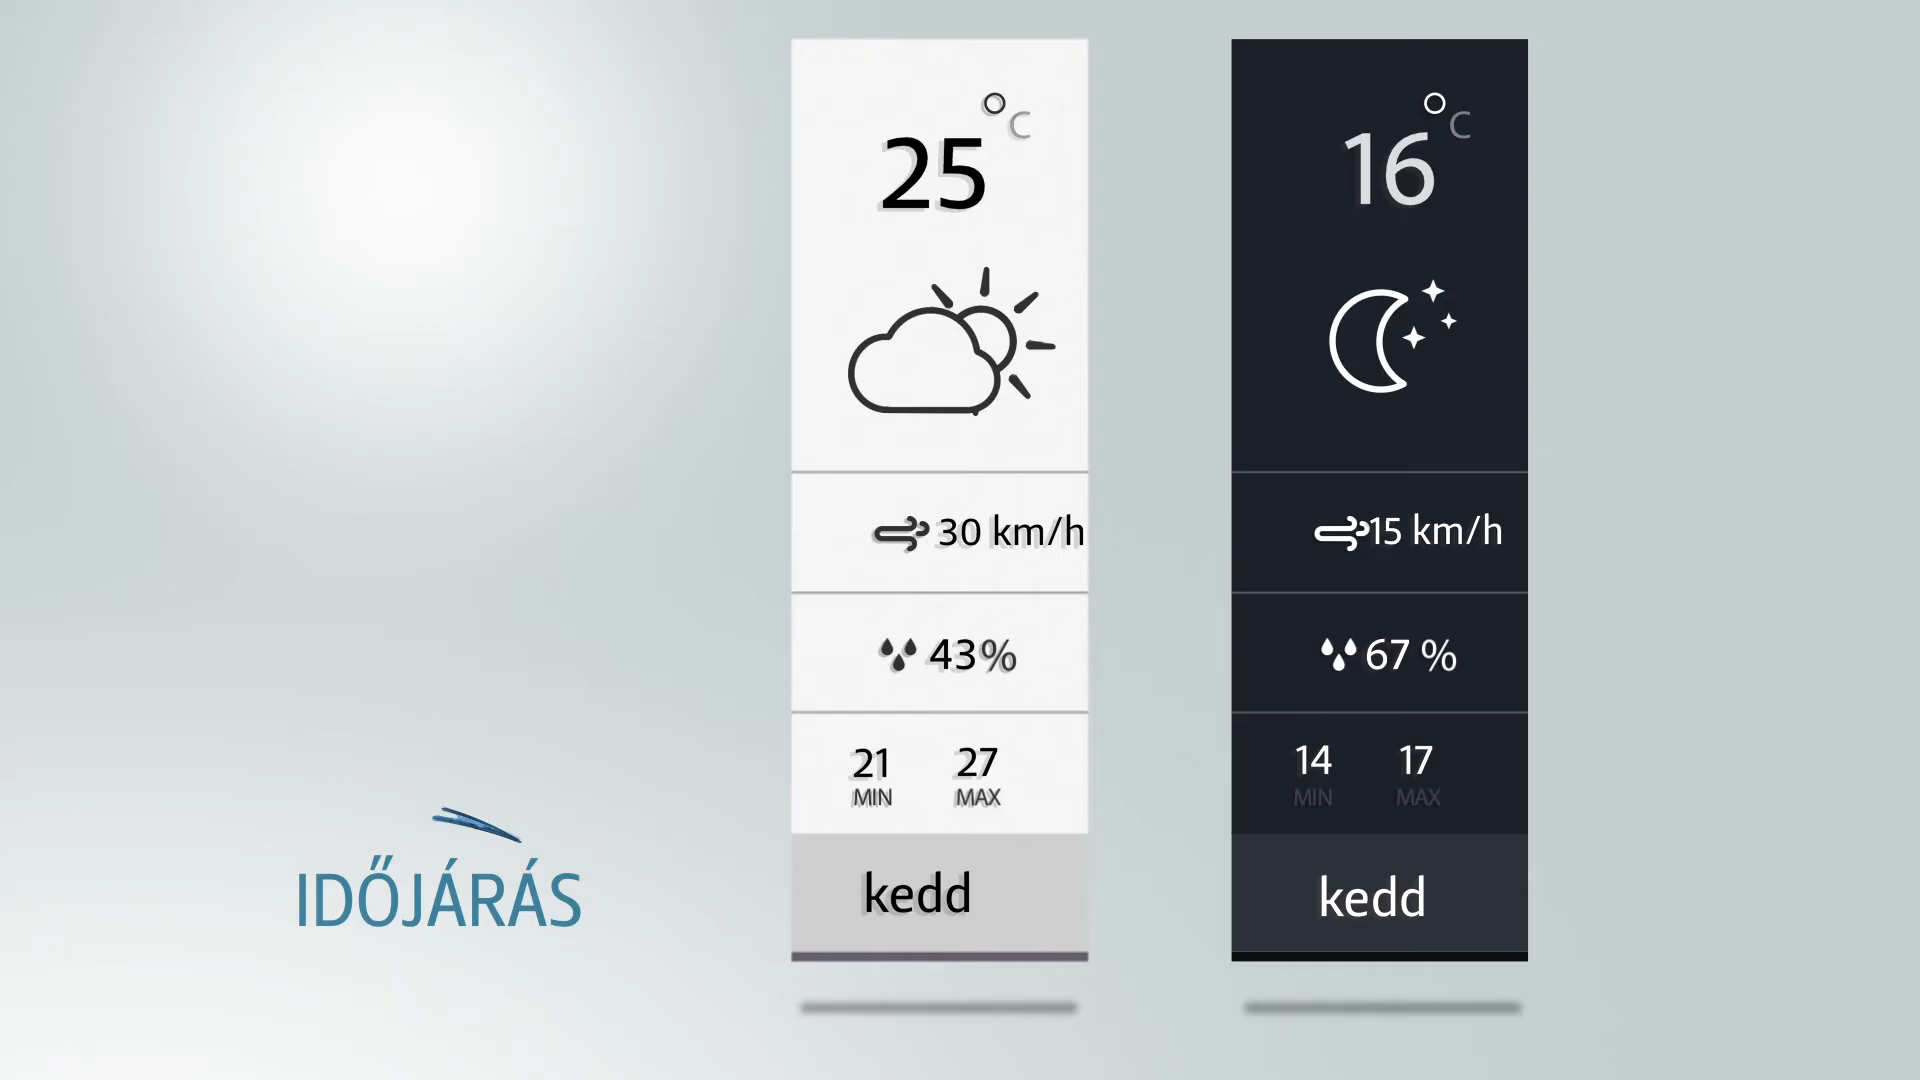 25 °C
30 km/h
43%
21 27
MIN MAX
kedd
16 °C
15 km/h
67 %
14 17
MIN MAX
kedd
IDŐJÁRÁS